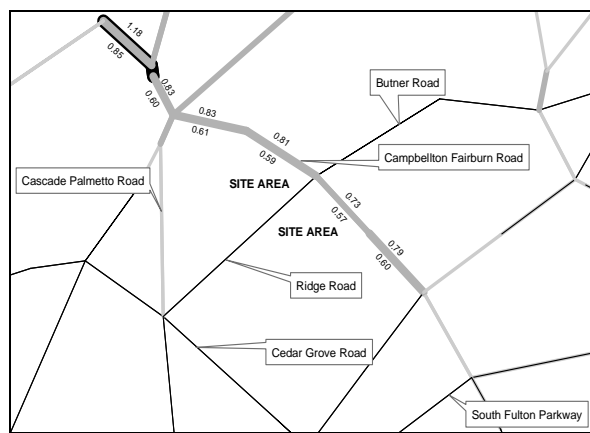 1.18
0.85
0.83
0.60
Butner Road
0.83
0.61
0.81
0.59
Campbellton Fairburn Road
Cascade Palmetto Road
SITE AREA
0.73
0.57
SITE AREA
0.79
0.60
Ridge Road
Cedar Grove Road
South Fulton Parkway